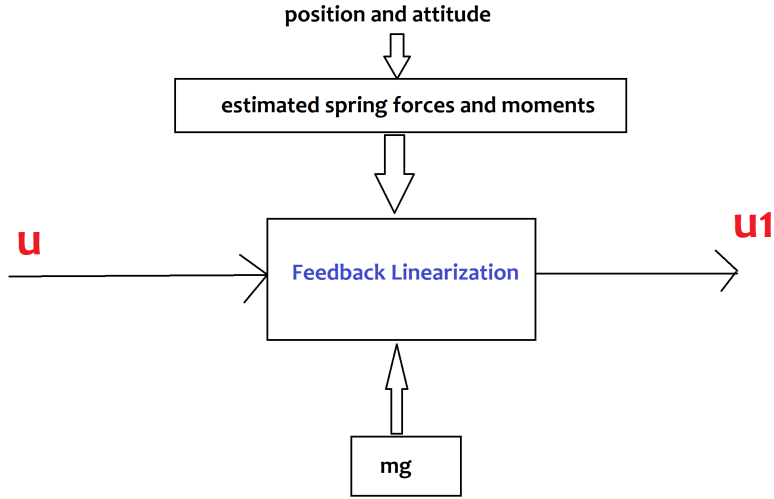 position and attitude
estimated spring forces and moments
u
u1
Feedback Linearization
mg